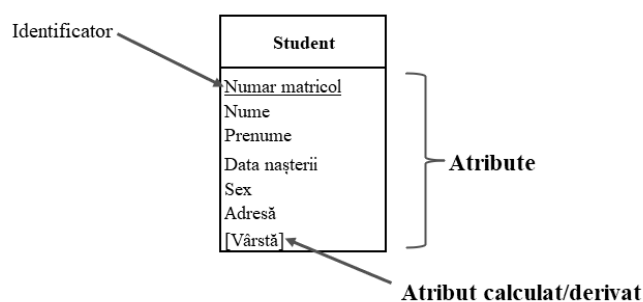 Identificator
Student
Numar matricol
Nume
Prenume
Data nașterii
Sex
Adresă
[Vârstă]
Atribute
Atribut calculat/derivat